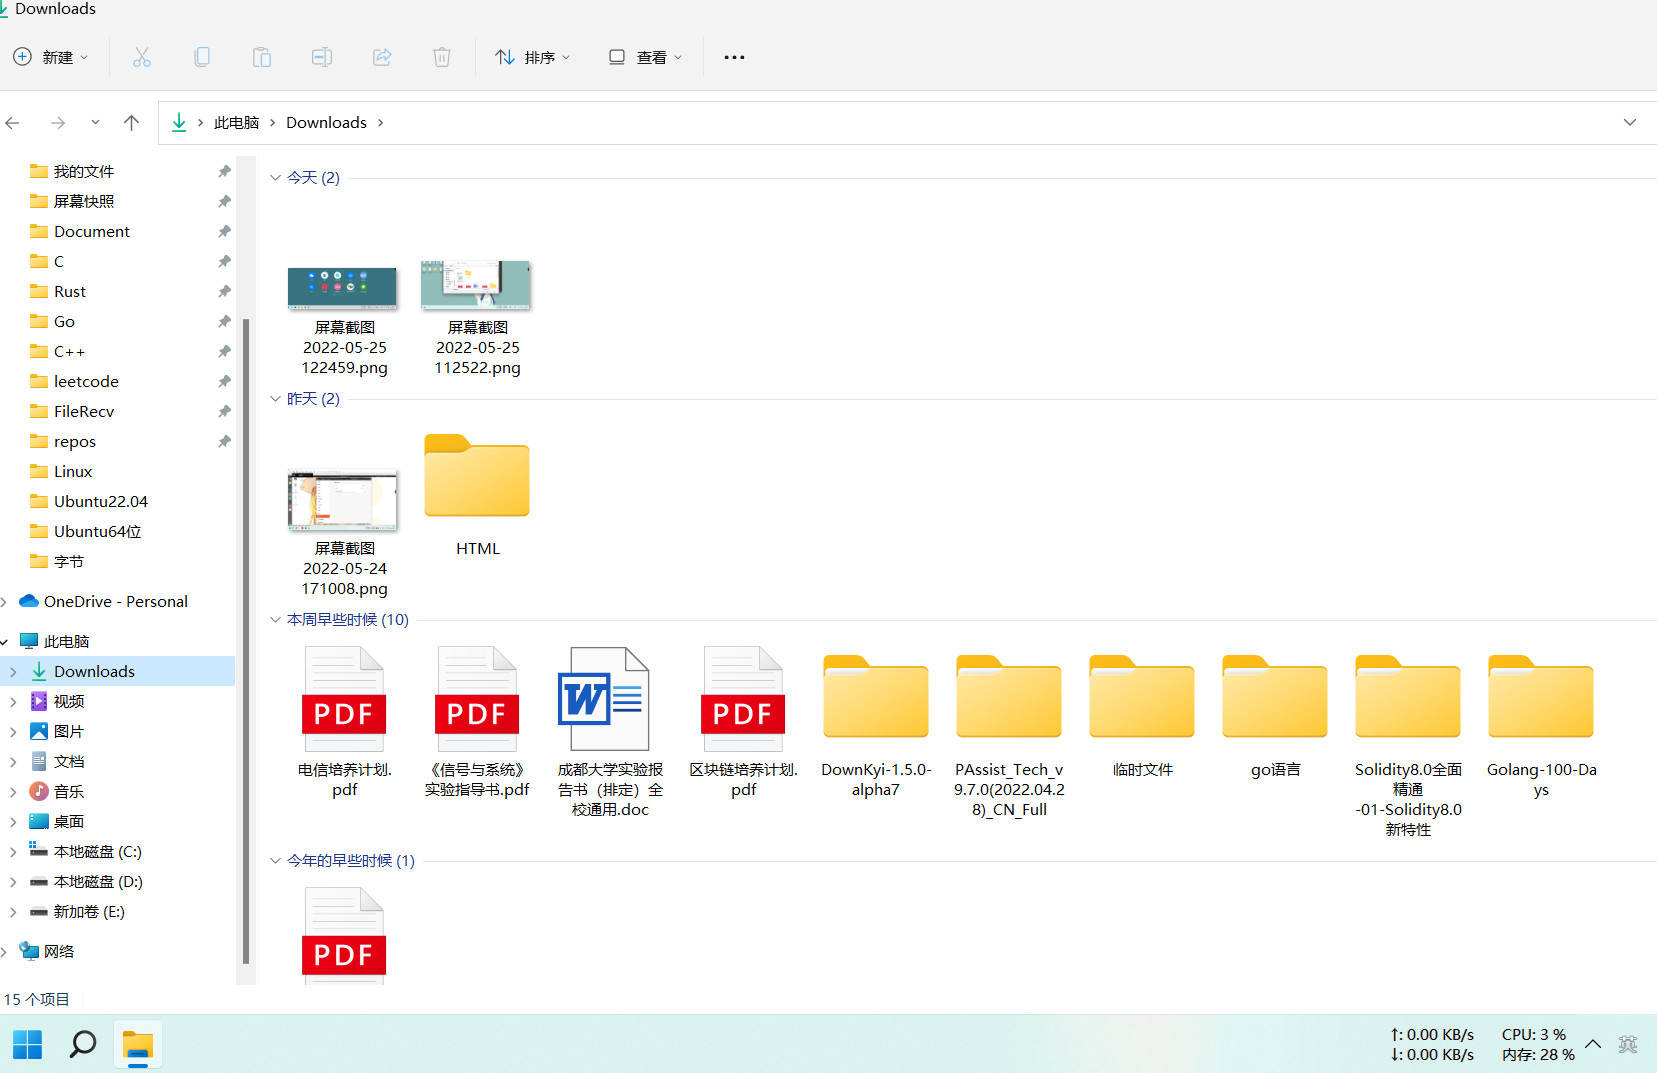 Downloads
新建
排序
查看
此电脑
Downloads
我的文件
屏幕快照
Document
C
Rust
Go
C++
leetcode
FileRecv
repos
Linux
Ubuntu22.04
Ubuntu64位
字节
OneDrive - Personal
此电脑
Downloads
视频
图片
文档
音乐
桌面
本地磁盘 (C:)
本地磁盘 (D:)
新加卷 (E:)
网络
今天 (2)
屏幕截图
2022-05-25
122459.png
屏幕截图
2022-05-25
112522.png
昨天 (2)
屏幕截图
2022-05-24
171008.png
HTML
本周早些时候 (10)
PDF
电信培养计划.
pdf
PDF
《信号与系统》
实验指导书.pdf
W
成都大学实验报
告书（排定）全
校通用.doc
PDF
区块链培养计划.
pdf
DownKyi-1.5.0-
alpha7
PAssist_Tech_v
9.7.0(2022.04.2
8)_CN_Full
临时文件
go语言
Solidity8.0全面
精通
-01-Solidity8.0
新特性
Golang-100-Da
ys
今年的早些时候 (1)
PDF
15 个项目
↑: 0.00 KB/s
↓: 0.00 KB/s
CPU: 3 %
内存: 28 %
英